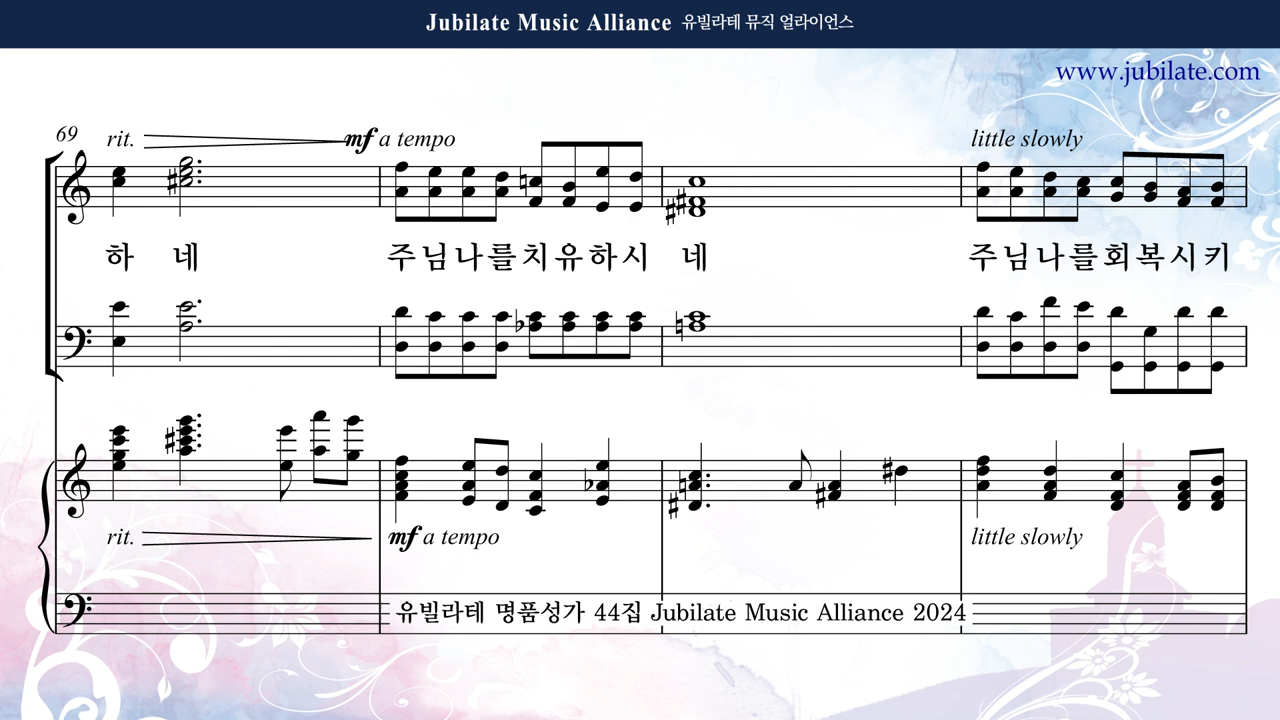 Jubilate Music Alliance 유빌라테 뮤직 얼라이언스
www.jubilate.com
69 rit. mf a tempo little slowly
하 네 주 님 나 를 치 유 하 시 네 주 님 나 를 회 복 시 키
rit. mf a tempo little slowly
유빌라테 명품성가 44집 Jubilate Music Alliance 2024